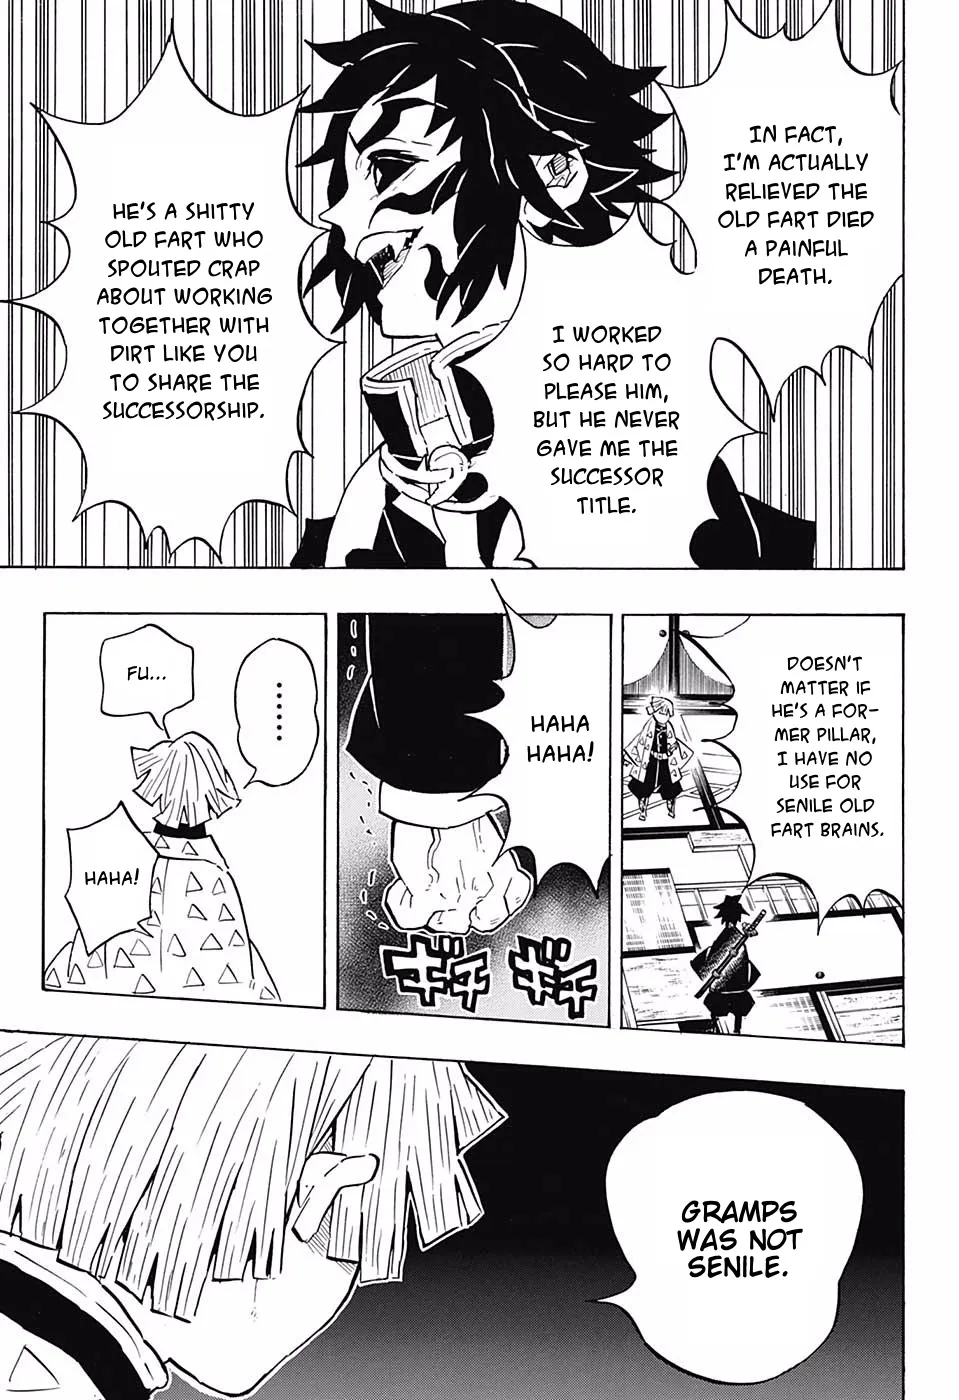 IN FACT,
I'M ACTUALLY
RELIEVED THE
OLD FART DIED
A PAINFUL
DEATH.
I WORKED
SO HARD TO
PLEASE HIM,
BUT HE NEVER
GAVE ME THE
SUCCESSOR
TITLE.
HE'S A SHITTY
OLD FART WHO
SPOUTED CRAP
ABOUT WORKING
TOGETHER WITH
DIRT LIKE YOU
TO SHARE THE
SUCCESSORSHIP.
DOESN'T
MATTER IF
HE'S A FOR-
MER PILLAR,
I HAVE NO
USE FOR
SENILE OLD
FART BRAINS.
HAHA
HAHA!
ギギ
ギギ
......
FU...
HAHA!
GRAMPS
WAS NOT
SENILE.